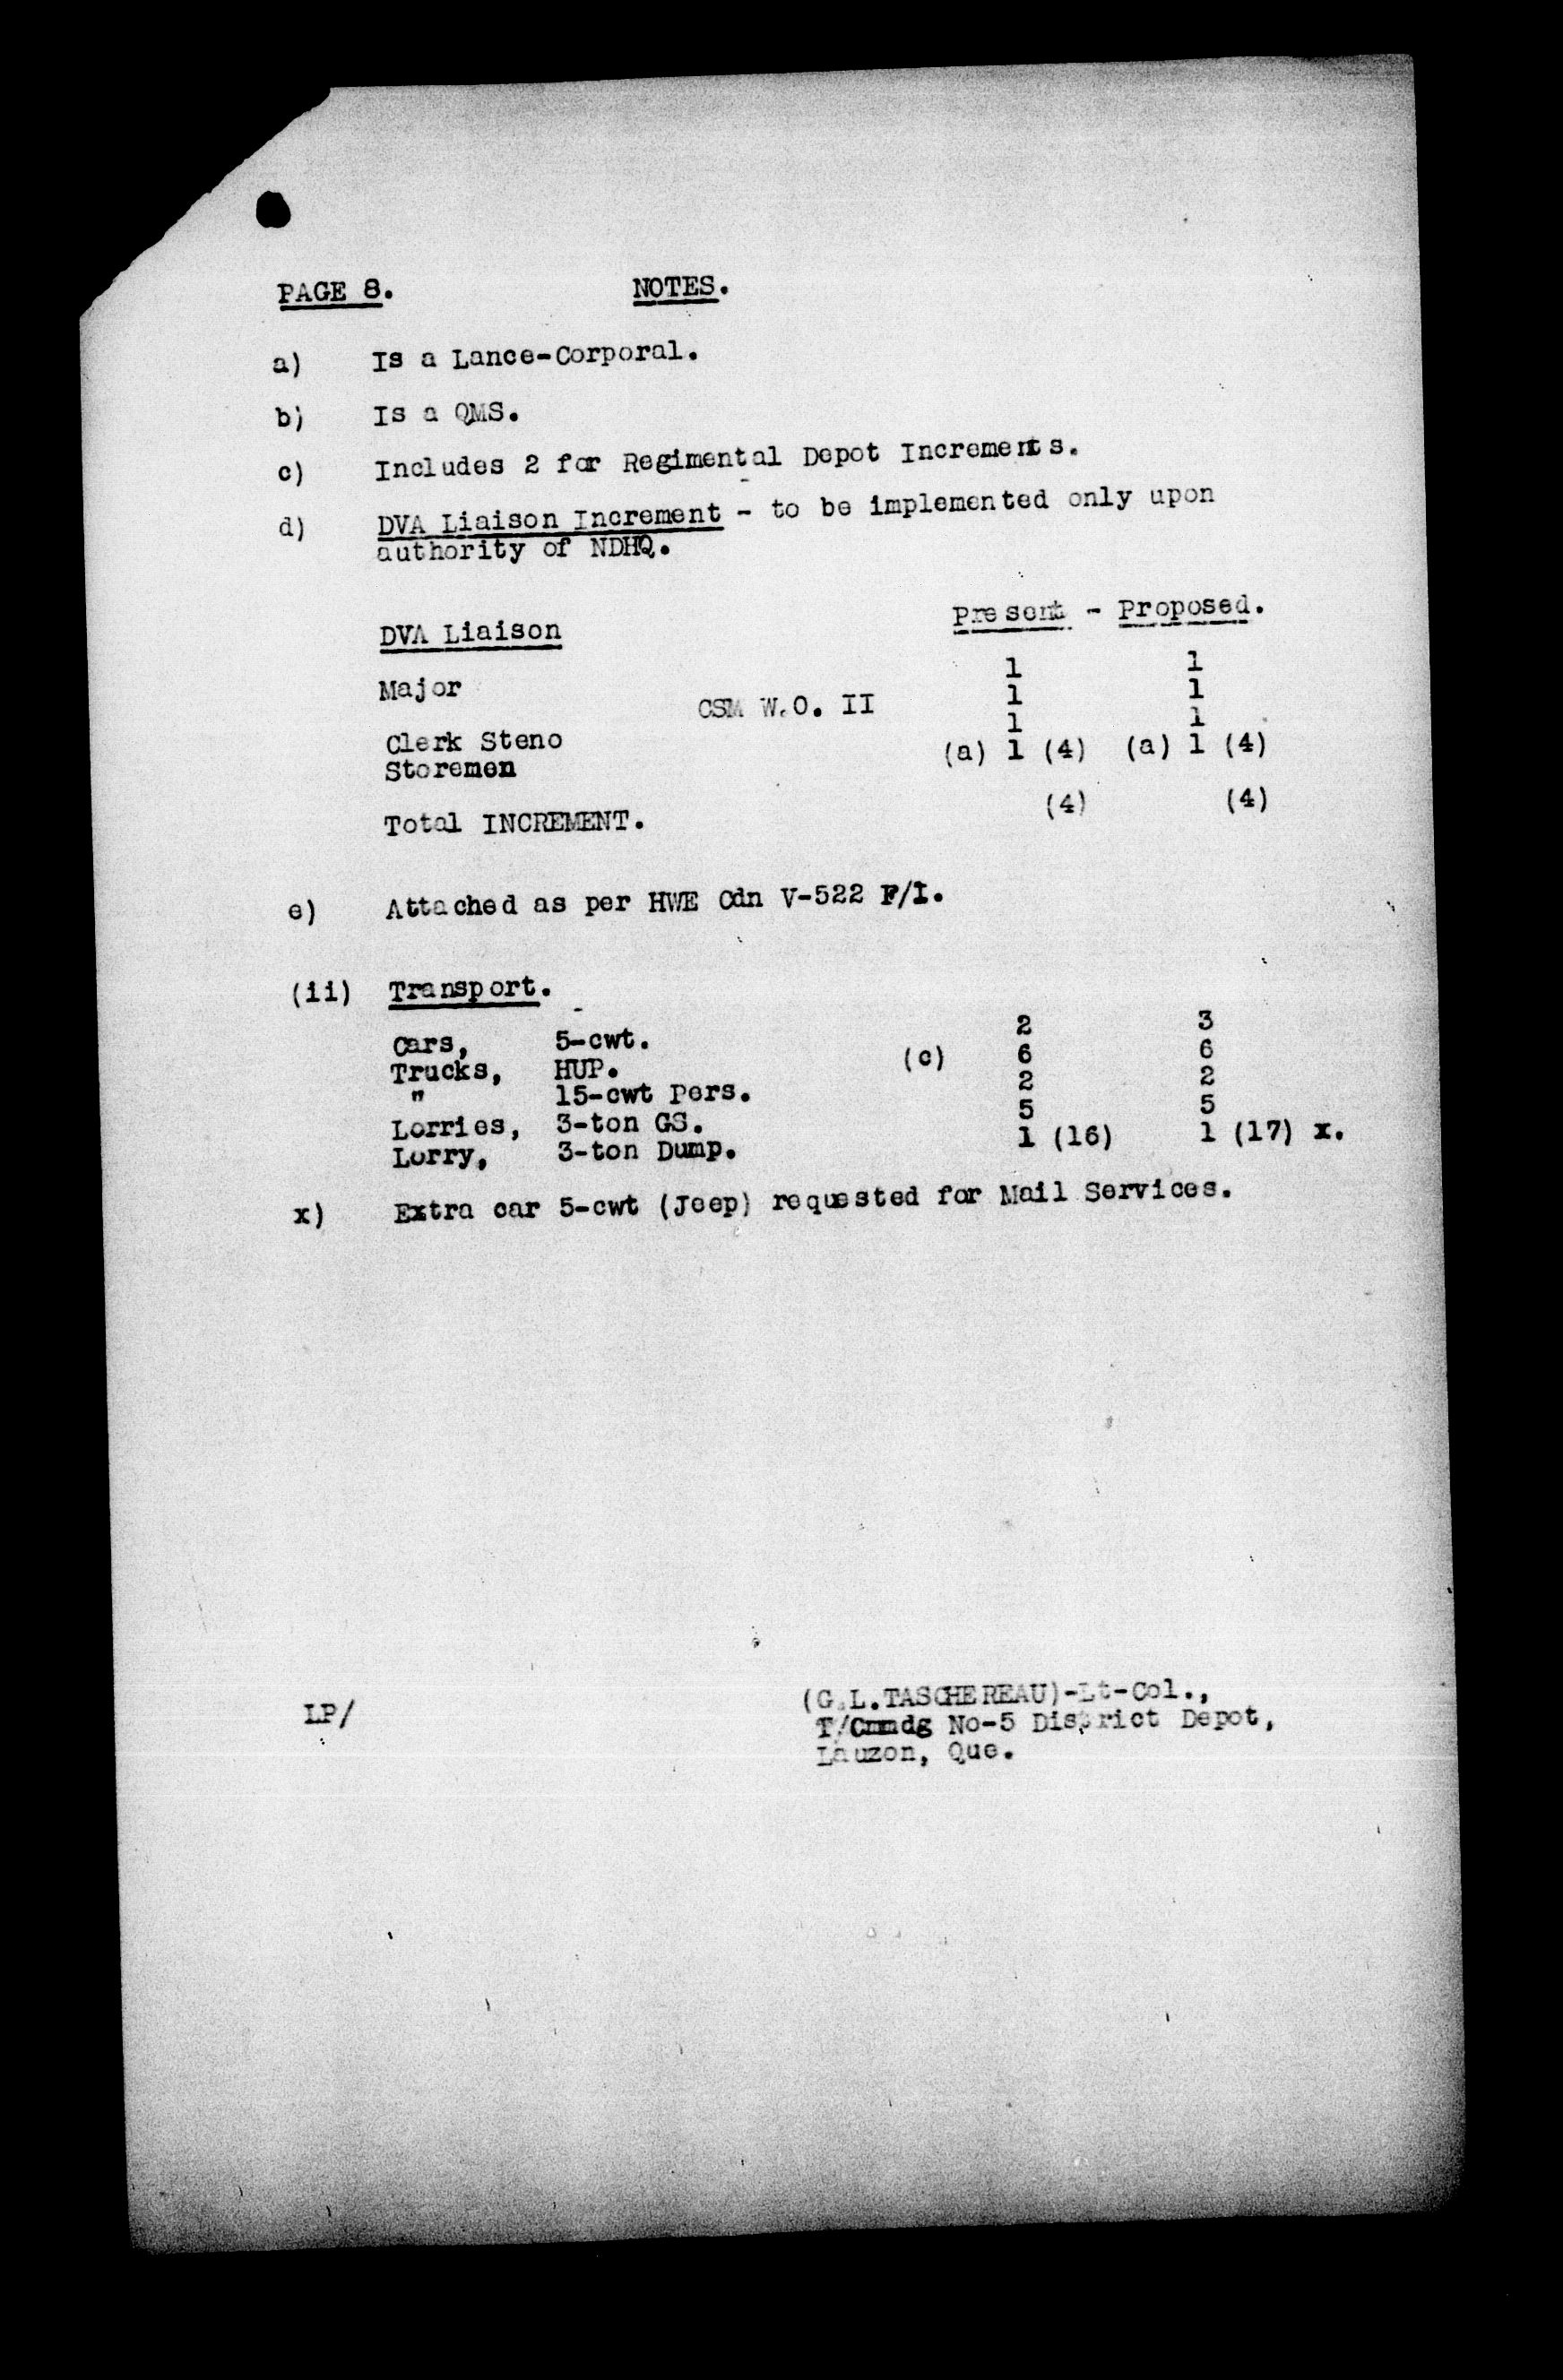 PAGE 8. NOTES.
a) Is a Lance-Corporal.
b) Is a QMS.
c) Includes 2 for Regimental Depot Increments.
d) DVA Liaison Increment - to be implemented only upon
authority of NDHQ.
Present - Proposed.
DVA Liaison
Major 1 1
CSM W.O. II 1 1
Clerk Steno 1 1
Storemen (a) 1 (4) (a) 1 (4)
Total INCREMENT. (4) (4)
e) Attached as per HWE Cdn V-522 F/I.
(ii) Transport.
Cars, 5-cwt. 2 3
Trucks, HUP. (c) 6 6
" 15-cwt Pers. 2 2
Lorries, 3-ton GS. 5 5
Lorry, 3-ton Dump. 1 (16) 1 (17) x.
x) Extra car 5-cwt (Jeep) requested for Mail Services.
(G.L.TASCHEREAU)-Lt-Col.,
LP/ T/Cmmdg No-5 District Depot,
Lauzon, Que.